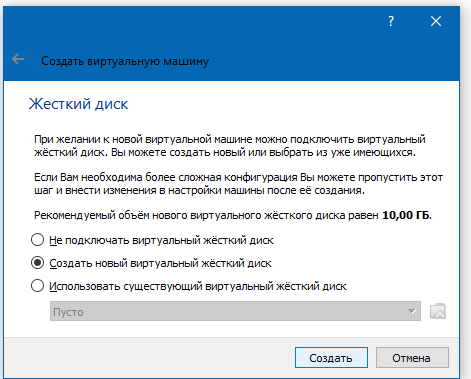 ?
Создать виртуальную машину
Жесткий диск
При желании к новой виртуальной машине можно подключить виртуальный
жёсткий диск. Вы можете создать новый или выбрать из уже имеющихся.
Если Вам необходима более сложная конфигурация Вы можете пропустить этот
шаг и внести изменения в настройки машины после её создания.
Рекомендуемый объём нового виртуального жёсткого диска равен 10,00 ГБ.
Не подключать виртуальный жёсткий диск
Создать новый виртуальный жёсткий диск
Использовать существующий виртуальный жёсткий диск
Пусто
Создать Отмена